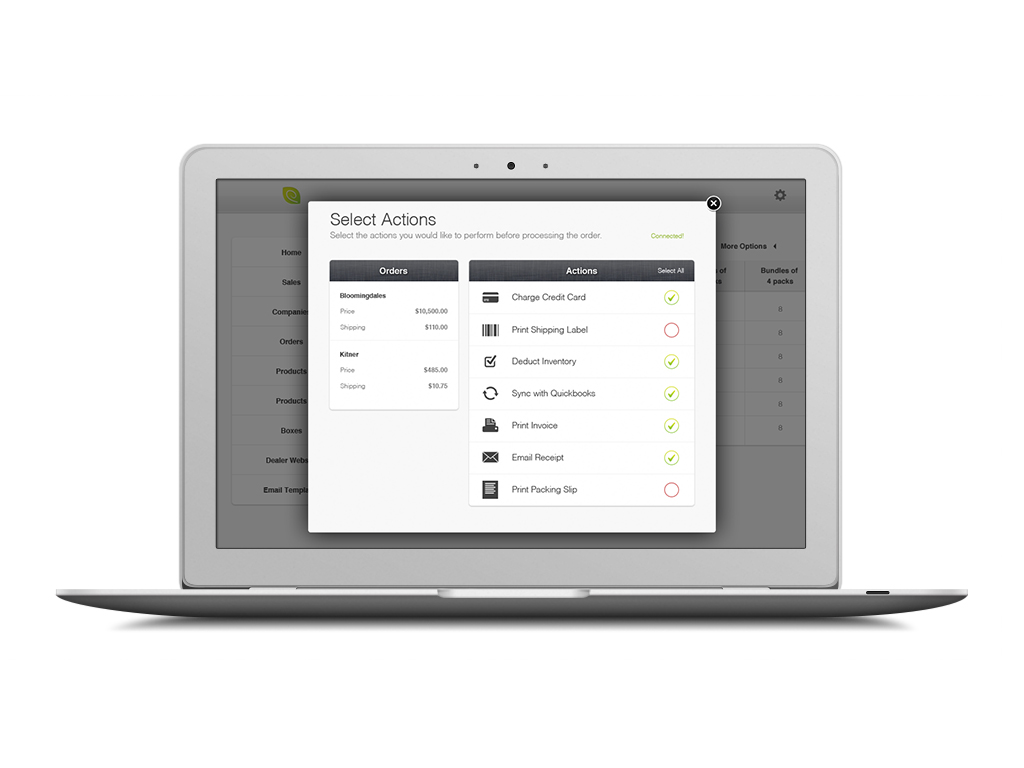 Select Actions
Select the actions you would like to perform before processing the order.
Connected!
Orders
Bloomingdales
Price $10,500.00
Shipping $110.00
Kitner
Price $485.00
Shipping $10.75
Actions Select All
Charge Credit Card
Print Shipping Label
Deduct Inventory
Sync with Quickbooks
Print Invoice
Email Receipt
Print Packing Slip
Home
Sales
Companie
Orders
Products
Products
Boxes
Dealer Webs
Email Templ
More Options
s of
Bundles of
4 packs
8
8
8
8
8
8